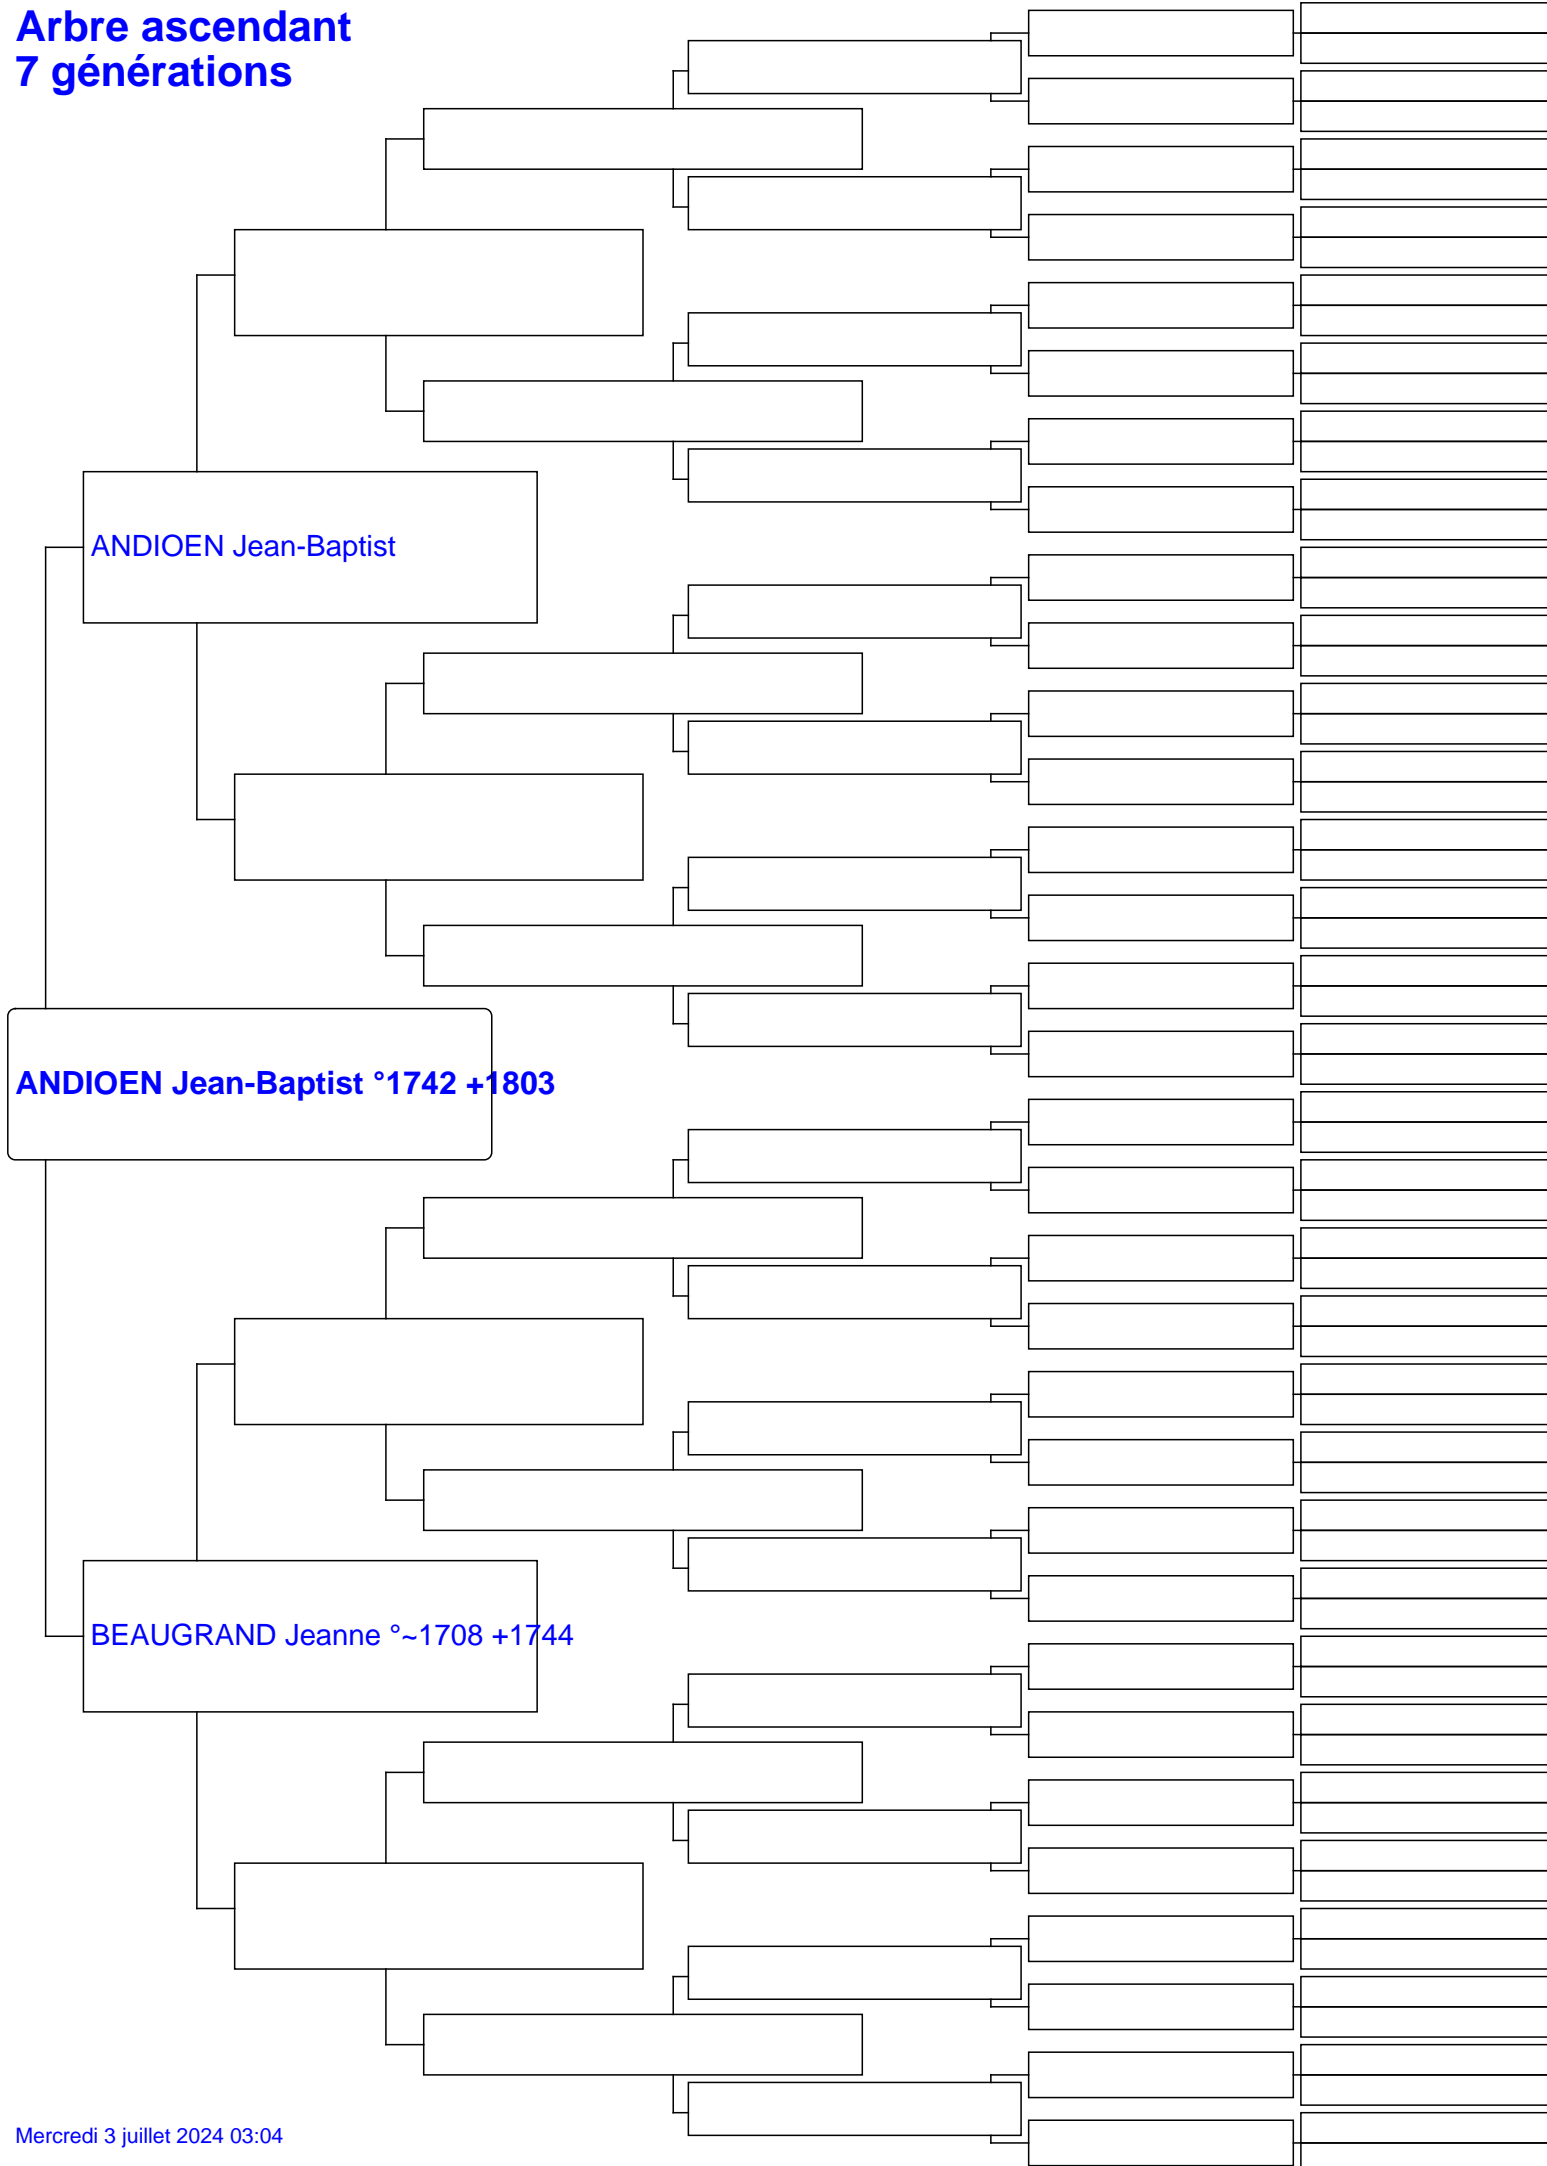 Arbre ascendant
7 générations
ANDIOEN Jean-Baptist
ANDIOEN Jean-Baptist °1742 +1803
BEAUGRAND Jeanne °~1708 +1744
Mercredi 3 juillet 2024 03:04